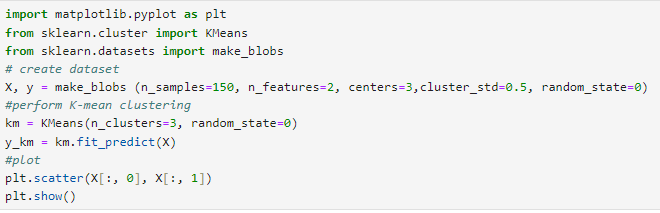 import matplotlib.pyplot as plt
from sklearn.cluster import KMeans
from sklearn.datasets import make_blobs
# create dataset
X, y = make_blobs (n_samples=150, n_features=2, centers=3,cluster_std=0.5, random_state=0)
#perform K-mean clustering
km = KMeans(n_clusters=3, random_state=0)
y_km = km.fit_predict(X)
#plot
plt.scatter(X[:, 0], X[:, 1])
plt.show()